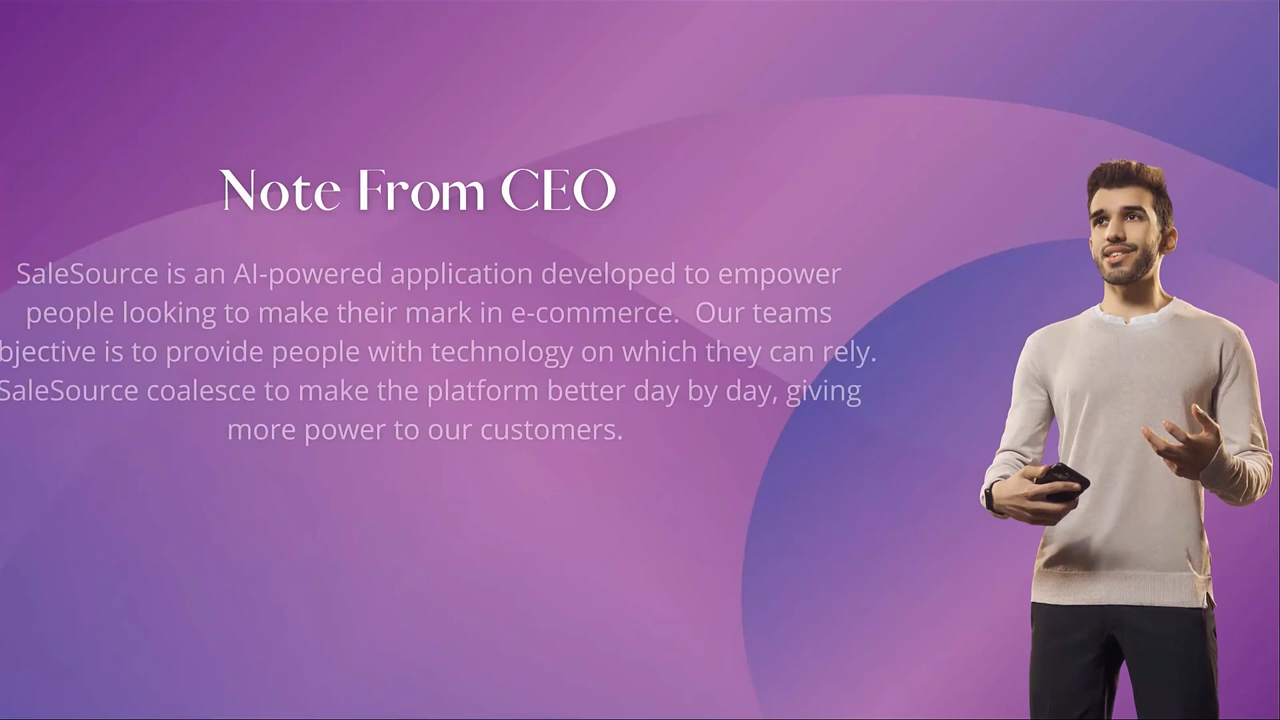 Note From CEO
SaleSource is an AI-powered application developed to empower
people looking to make their mark in e-commerce.  Our teams
bjective is to provide people with technology on which they can rely.
SaleSource coalesce to make the platform better day by day, giving
more power to our customers.